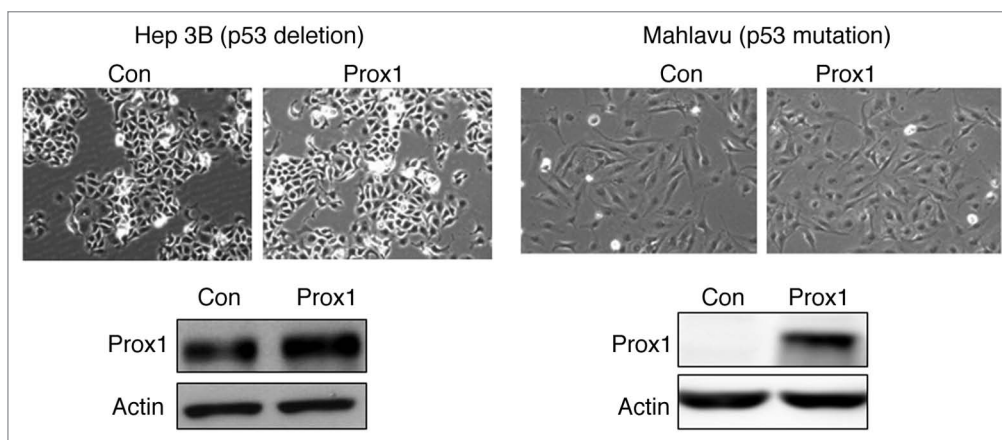 Hep 3B (p53 deletion)
Con Prox1
Con Prox1
Prox1
Actin
Mahlavu (p53 mutation)
Con Prox1
Con Prox1
Prox1
Actin